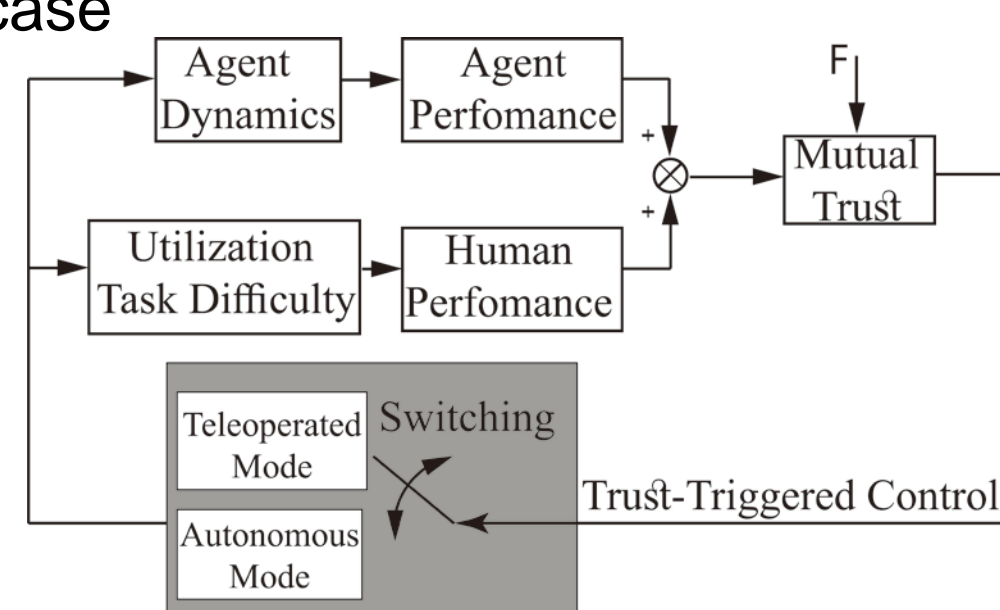 case
Agent
Dynamics
Agent
Perfomance
F
+
Mutual
Trust
+
Utilization
Task Difficulty
Human
Perfomance
Teleoperated
Mode
Switching
Trust-Triggered Control
Autonomous
Mode